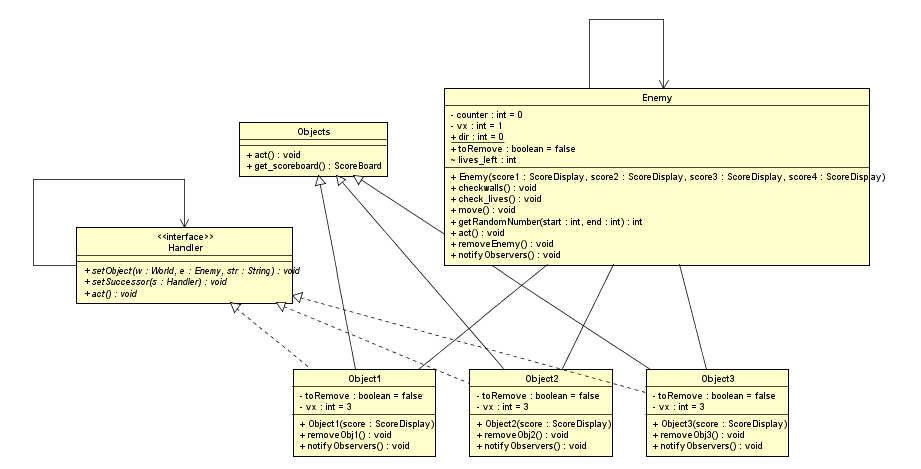 Enemy
- counter : int = 0
- vx : int = 1
+ dir : int = 0
+ toRemove : boolean = false
~ lives_left : int
+ Enemy(score1 : ScoreDisplay, score2 : ScoreDisplay, score3 : ScoreDisplay, score4 : ScoreDisplay)
+ checkwalls() : void
+ check_lives() : void
+ move() : void
+ getRandomNumber(start : int, end : int) : int
+ act() : void
+ removeEnemy() : void
+ notifyObservers() : void
Objects
+ act() : void
+ get_scoreboard() : ScoreBoard
<<interface>>
Handler
+ setObject(w : World, e : Enemy, str : String) : void
+ setSuccessor(s : Handler) : void
+ act() : void
Object1
- toRemove : boolean = false
- vx : int = 3
+ Object1(score : ScoreDisplay)
+ removeObj1() : void
+ notifyObservers() : void
Object2
- toRemove : boolean = false
- vx : int = 3
+ Object2(score : ScoreDisplay)
+ removeObj2() : void
+ notifyObservers() : void
Object3
- toRemove : boolean = false
- vx : int = 3
+ Object3(score : ScoreDisplay)
+ removeObj3() : void
+ notifyObservers() : void